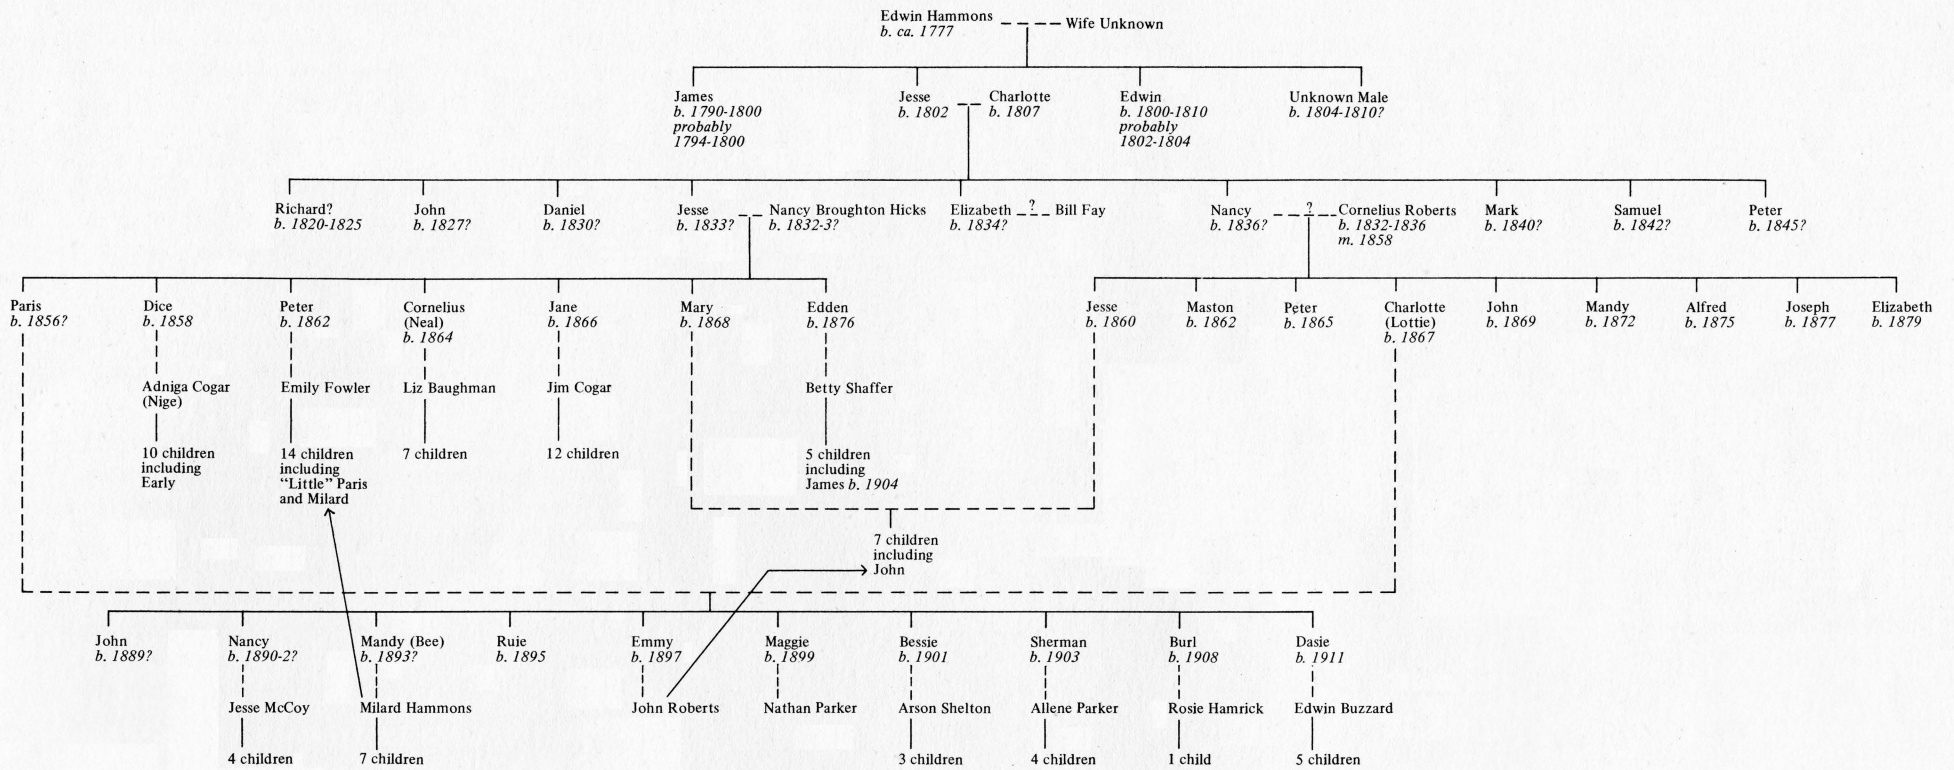 Edwin Hammons
b. ca. 1777
Wife Unknown
James
b. 1790-1800
probably
1794-1800
Jesse
b. 1802
Charlotte
b. 1807
Edwin
b. 1800-1810
probably
1802-1804
Unknown Male
b. 1804-1810?
Richard?
b. 1820-1825
John
b. 1827?
Daniel
b. 1830?
Jesse
b. 1833?
Nancy Broughton Hicks
b. 1832-3?
Elizabeth
b. 1834?
?
Bill Fay
Nancy
b. 1836?
?
Cornelius Roberts
b. 1832-1836
m. 1858
Mark
b. 1840?
Samuel
b. 1842?
Peter
b. 1845?
Paris
b. 1856?
Dice
b. 1858
Peter
b. 1862
Cornelius
(Neal)
b. 1864
Jane
b. 1866
Mary
b. 1868
Edden
b. 1876
Jesse
b. 1860
Maston
b. 1862
Peter
b. 1865
Charlotte
(Lottie)
b. 1867
John
b. 1869
Mandy
b. 1872
Alfred
b. 1875
Joseph
b. 1877
Elizabeth
b. 1879
Adniga Cogar
(Nige)
Emily Fowler
Liz Baughman
Jim Cogar
Betty Shaffer
10 children
including
Early
14 children
including
“Little” Paris
and Milard
7 children
12 children
5 children
including
James b. 1904
7 children
including
John
John
b. 1889?
Nancy
b. 1890-2?
Mandy (Bee)
b. 1893?
Ruie
b. 1895
Emmy
b. 1897
Maggie
b. 1899
Bessie
b. 1901
Sherman
b. 1903
Burl
b. 1908
Dasie
b. 1911
Jesse McCoy
Milard Hammons
John Roberts
Nathan Parker
Arson Shelton
Allene Parker
Rosie Hamrick
Edwin Buzzard
4 children
7 children
3 children
4 children
1 child
5 children